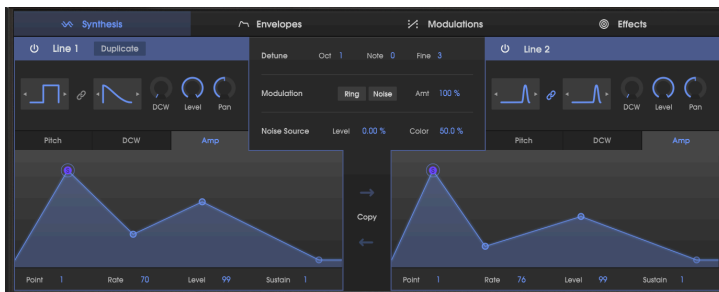 Synthesis Envelopes Modulations Effects
Line 1 Duplicate
Detune Oct 1 Note 0 Fine 3
Line 2
DCW Level Pan
Modulation Ring Noise Amt 100 %
DCW Level Pan
Noise Source Level 0.00 % Color 50.0 %
Pitch DCW Amp
Pitch DCW Amp
Copy
Point 1 Rate 70 Level 99 Sustain 1
Point 1 Rate 76 Level 99 Sustain 1